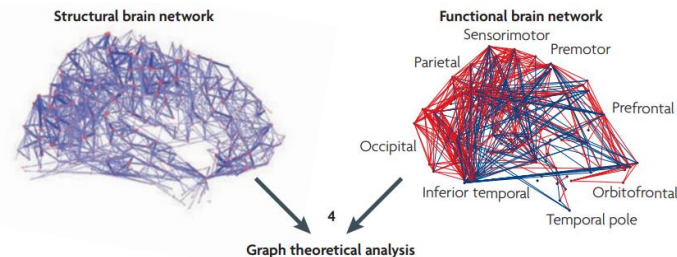 Structural brain network
Functional brain network
Sensorimotor
Premotor
Parietal
Prefrontal
Occipital
Inferior temporal
Orbitofrontal
Temporal pole
4
Graph theoretical analysis